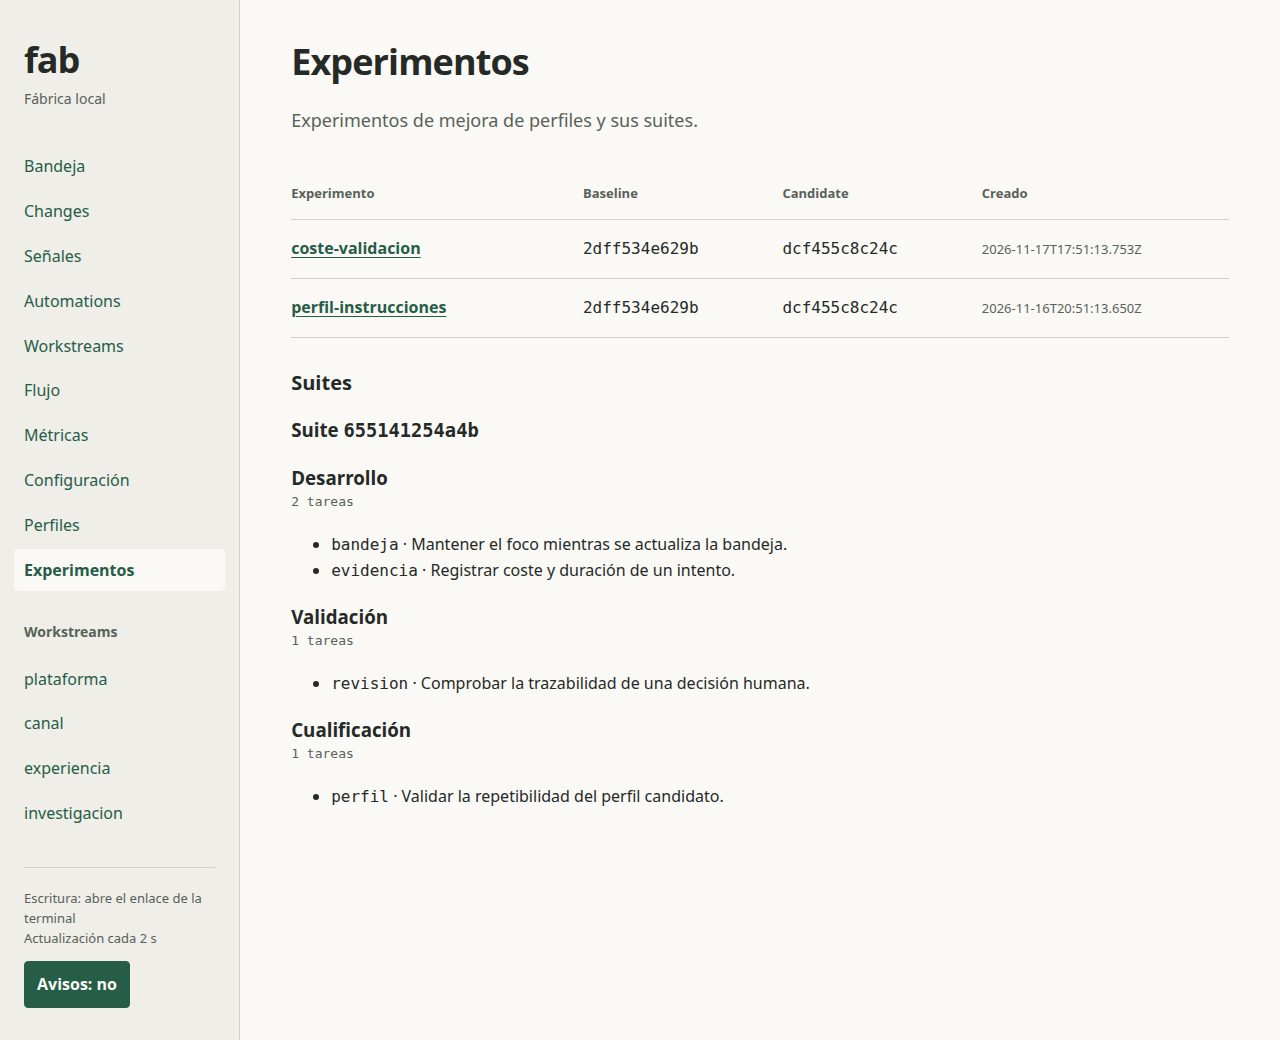 fab
Fábrica local
Bandeja
Changes
Señales
Automations
Workstreams
Flujo
Métricas
Configuración
Perfiles
Experimentos
Workstreams
plataforma
canal
experiencia
investigacion
Escritura: abre el enlace de la
terminal
Actualización cada 2 s
Avisos: no
Experimentos
Experimentos de mejora de perfiles y sus suites.
Experimento Baseline Candidate Creado
coste-validacion 2dff534e629b dcf455c8c24c 2026-11-17T17:51:13.753Z
perfil-instrucciones 2dff534e629b dcf455c8c24c 2026-11-16T20:51:13.650Z
Suites
Suite 655141254a4b
Desarrollo
2 tareas
• bandeja · Mantener el foco mientras se actualiza la bandeja.
• evidencia · Registrar coste y duración de un intento.
Validación
1 tareas
• revision · Comprobar la trazabilidad de una decisión humana.
Cualificación
1 tareas
• perfil · Validar la repetibilidad del perfil candidato.